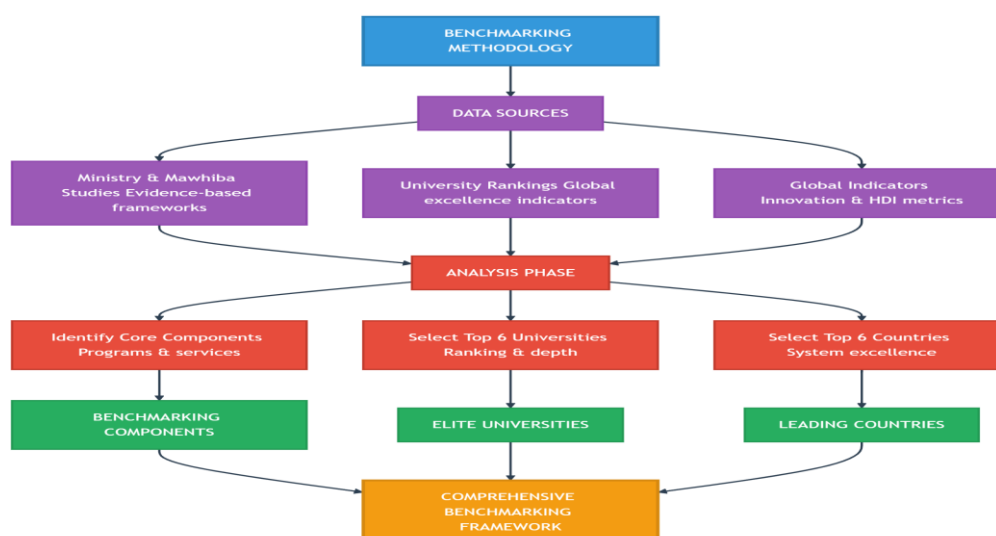 BENCHMARKING
METHODOLOGY
DATA SOURCES
Ministry & Mawhiba
Studies Evidence-based
frameworks
University Rankings Global
excellence indicators
Global Indicators
Innovation & HDI metrics
ANALYSIS PHASE
Identify Core Components
Programs & services
Select Top 6 Universities
Ranking & depth
Select Top 6 Countries
System excellence
BENCHMARKING
COMPONENTS
ELITE UNIVERSITIES
LEADING COUNTRIES
COMPREHENSIVE
BENCHMARKING
FRAMEWORK